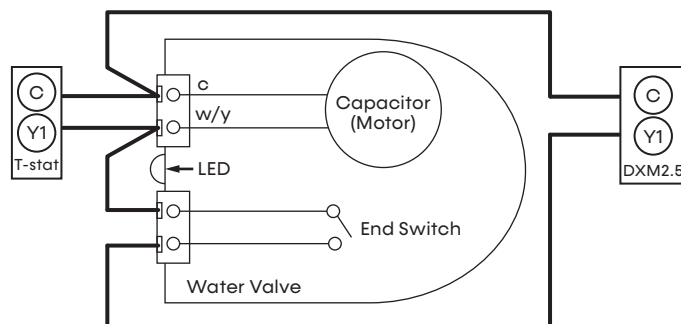 C
Y1
T-stat
c
w/y
LED
Capacitor
(Motor)
End Switch
Water Valve
C
Y1
DXM2.5